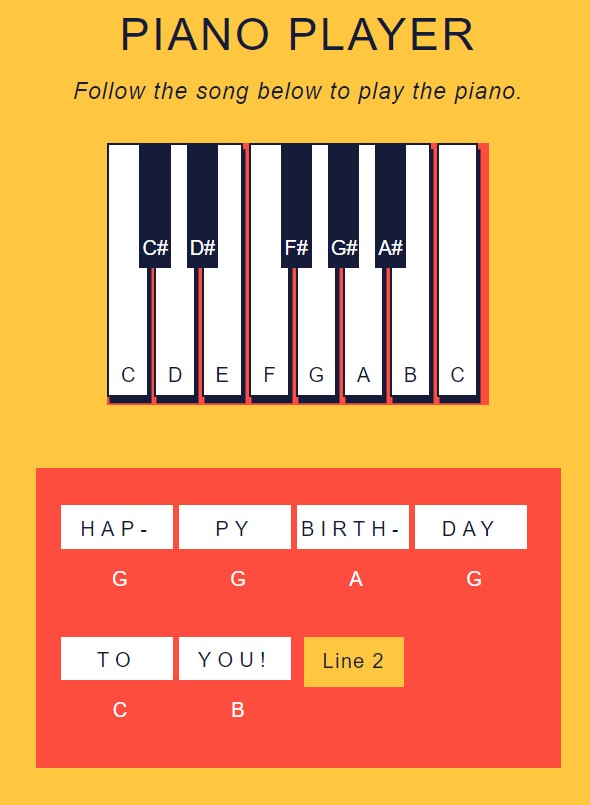 PIANO PLAYER
Follow the song below to play the piano.
C# D# F# G# A#
C D E F G A B C
HAP- PY BIRTH- DAY
G G A G
TO YOU! Line 2
C B